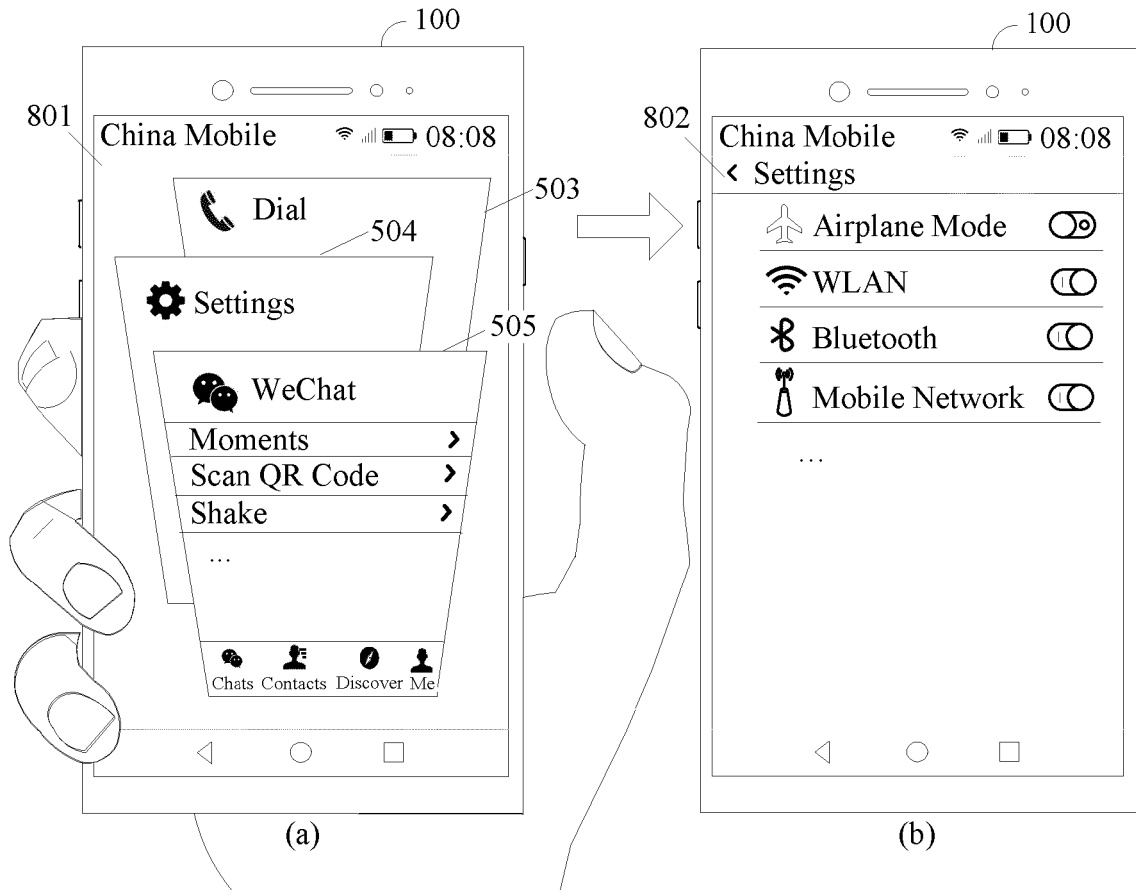 100
801
China Mobile 08:08
Dial
503
504
Settings
505
WeChat
Moments
Scan QR Code
Shake
...
Chats Contacts Discover Me
(a)
100
802
China Mobile 08:08
Settings
Airplane Mode
WLAN
Bluetooth
Mobile Network
...
(b)